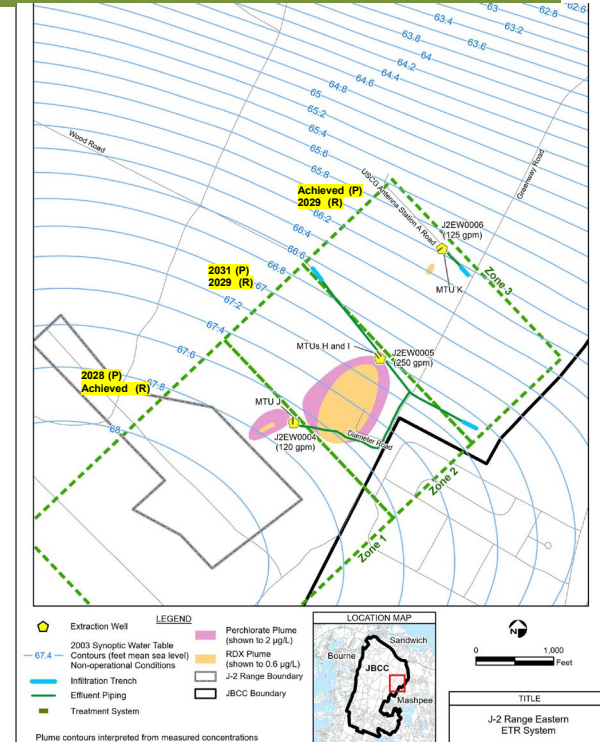 63
62.8
62.6
63.4
63.2
63.8
63.6
64
64.2
64.4
64.6
64.8
65
65.2
65.4
65.6
65.8
66.2
66.4
66.6
66.8
67
67.2
67.4
67.6
67.8
68
Wood Road
Greenway Road
USCG Antenna Station A Road
Achieved (P)
2029 (R)
J2EW0006
(125 gpm)
MTU K
Zone 3
2031 (P)
2029 (R)
MTUs H and I
J2EW0005
(250 gpm)
2028 (P)
Achieved (R)
MTU J
J2EW0004
(120 gpm)
Diameter Road
Zone 2
Zone 1
LEGEND
Extraction Well
67.4
2003 Synoptic Water Table
Contours (feet mean sea level)
Non-operational Conditions
Infiltration Trench
Effluent Piping
Treatment System
Perchlorate Plume
(shown to 2 µg/L)
RDX Plume
(shown to 0.6 µg/L)
J-2 Range Boundary
JBCC Boundary
Plume contours interpreted from measured concentrations
LOCATION MAP
Sandwich
Bourne
JBCC
Mashpee
N
0 1,000
Feet
TITLE
J-2 Range Eastern
ETR System